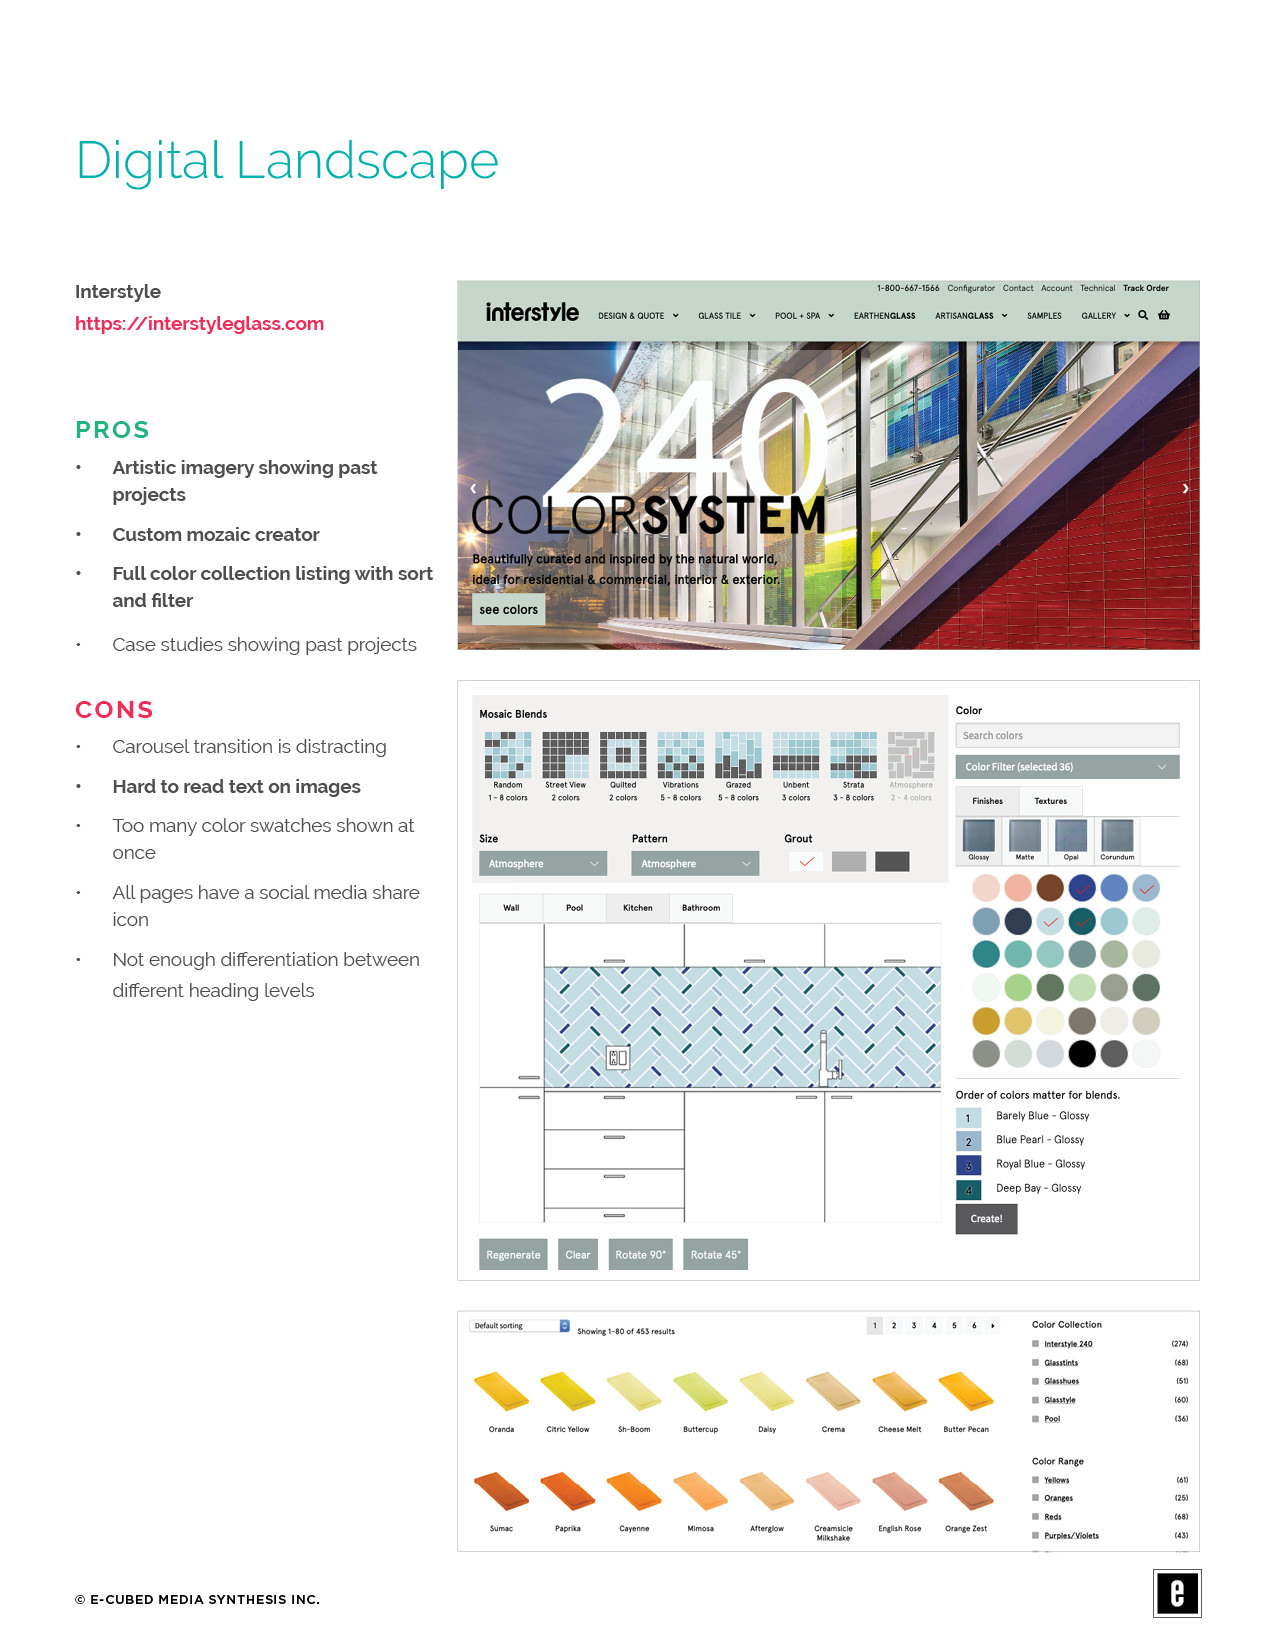 Digital Landscape
Interstyle
https://interstyleglass.com
PROS
• Artistic imagery showing past
projects
• Custom mozaic creator
• Full color collection listing with sort
and filter
• Case studies showing past projects
CONS
• Carousel transition is distracting
• Hard to read text on images
• Too many color swatches shown at
once
• All pages have a social media share
icon
• Not enough differentiation between
different heading levels
1-800-667-1566 Configurator Contact Account Technical Track Order
interstyle DESIGN & QUOTE GLASS TILE POOL + SPA EARTHENGLASS ARTISANGLASS SAMPLES GALLERY
240
COLORSYSTEM
Beautifully curated and inspired by the natural world,
ideal for residential & commercial, interior & exterior.
see colors
Mosaic Blends
Random Street View Quilted Vibrations Grazed Unbent Strata Atmosphere
1 - 8 colors 2 colors 2 colors 5 - 8 colors 5 - 8 colors 3 colors 3 - 8 colors 2 - 4 colors
Size Pattern Grout
Atmosphere Atmosphere
Wall Pool Kitchen Bathroom
Regenerate Clear Rotate 90° Rotate 45°
Color
Search colors
Color Filter (selected 36)
Finishes Textures
Glossy Matte Opal Corundum
Order of colors matter for blends.
1 Barely Blue - Glossy
2 Blue Pearl - Glossy
3 Royal Blue - Glossy
4 Deep Bay - Glossy
Create!
Default sorting Showing 1-80 of 453 results 1 2 3 4 5 6
Oranda Citric Yellow Sh-Boom Buttercup Daisy Crema Cheese Melt Butter Pecan
Sumac Paprika Cayenne Mimosa Afterglow Creamsicle English Rose Orange Zest
Milkshake
Color Collection
Interstyle 240 (274)
Glasstints (68)
Glasshues (51)
Glasstyle (60)
Pool (36)
Color Range
Yellows (61)
Oranges (25)
Reds (68)
Purples/Violets (43)
© E-CUBED MEDIA SYNTHESIS INC.
e